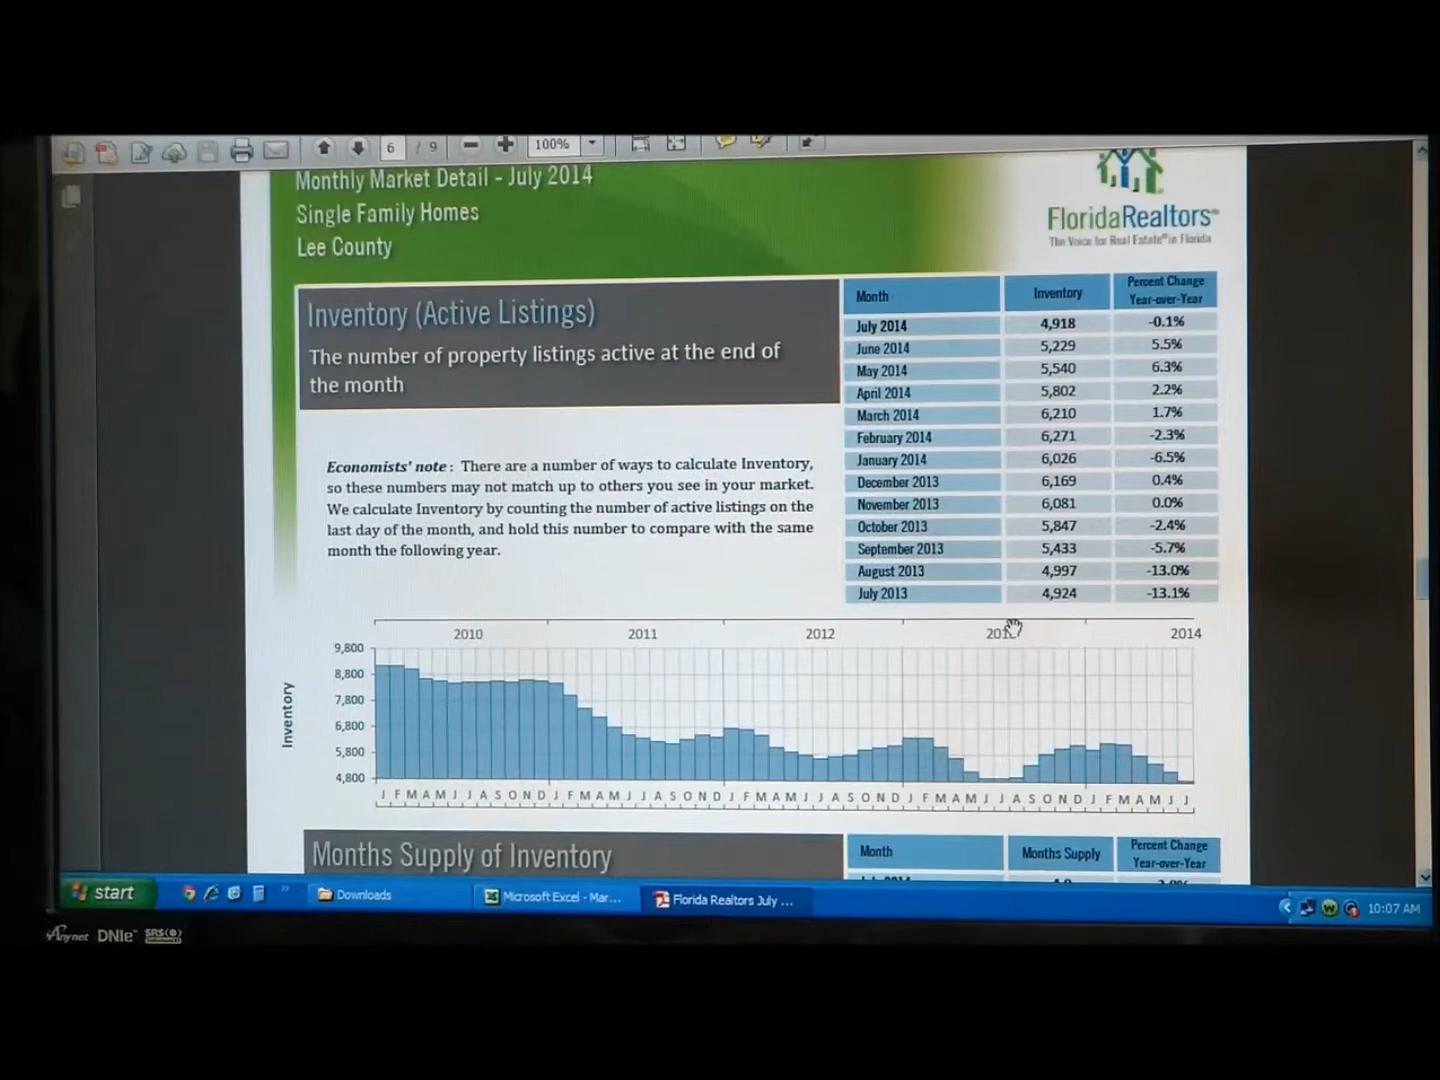 6 / 9 100%
Monthly Market Detail - July 2014
Single Family Homes
Lee County
FloridaRealtors
The Voice for Real Estate® in Florida
Inventory (Active Listings)
The number of property listings active at the end of
the month
Economists' note : There are a number of ways to calculate Inventory,
so these numbers may not match up to others you see in your market.
We calculate Inventory by counting the number of active listings on the
last day of the month, and hold this number to compare with the same
month the following year.
Month Inventory Percent Change Year-over-Year
July 2014 4,918 -0.1%
June 2014 5,229 5.5%
May 2014 5,540 6.3%
April 2014 5,802 2.2%
March 2014 6,210 1.7%
February 2014 6,271 -2.3%
January 2014 6,026 -6.5%
December 2013 6,169 0.4%
November 2013 6,081 0.0%
October 2013 5,847 -2.4%
September 2013 5,433 -5.7%
August 2013 4,997 -13.0%
July 2013 4,924 -13.1%
2010 2011 2012 2014
Inventory
9,800
8,800
7,800
6,800
5,800
4,800
J F M A M J J A S O N D J F M A M J J A S O N D J F M A M J J A S O N D J F M A M J J A S O N D J F M A M J J
Months Supply of Inventory
Month Months Supply Percent Change Year-over-Year
start Downloads Microsoft Excel - Mar... Florida Realtors July ... 10:07 AM
Anynet DNIe™ SRS